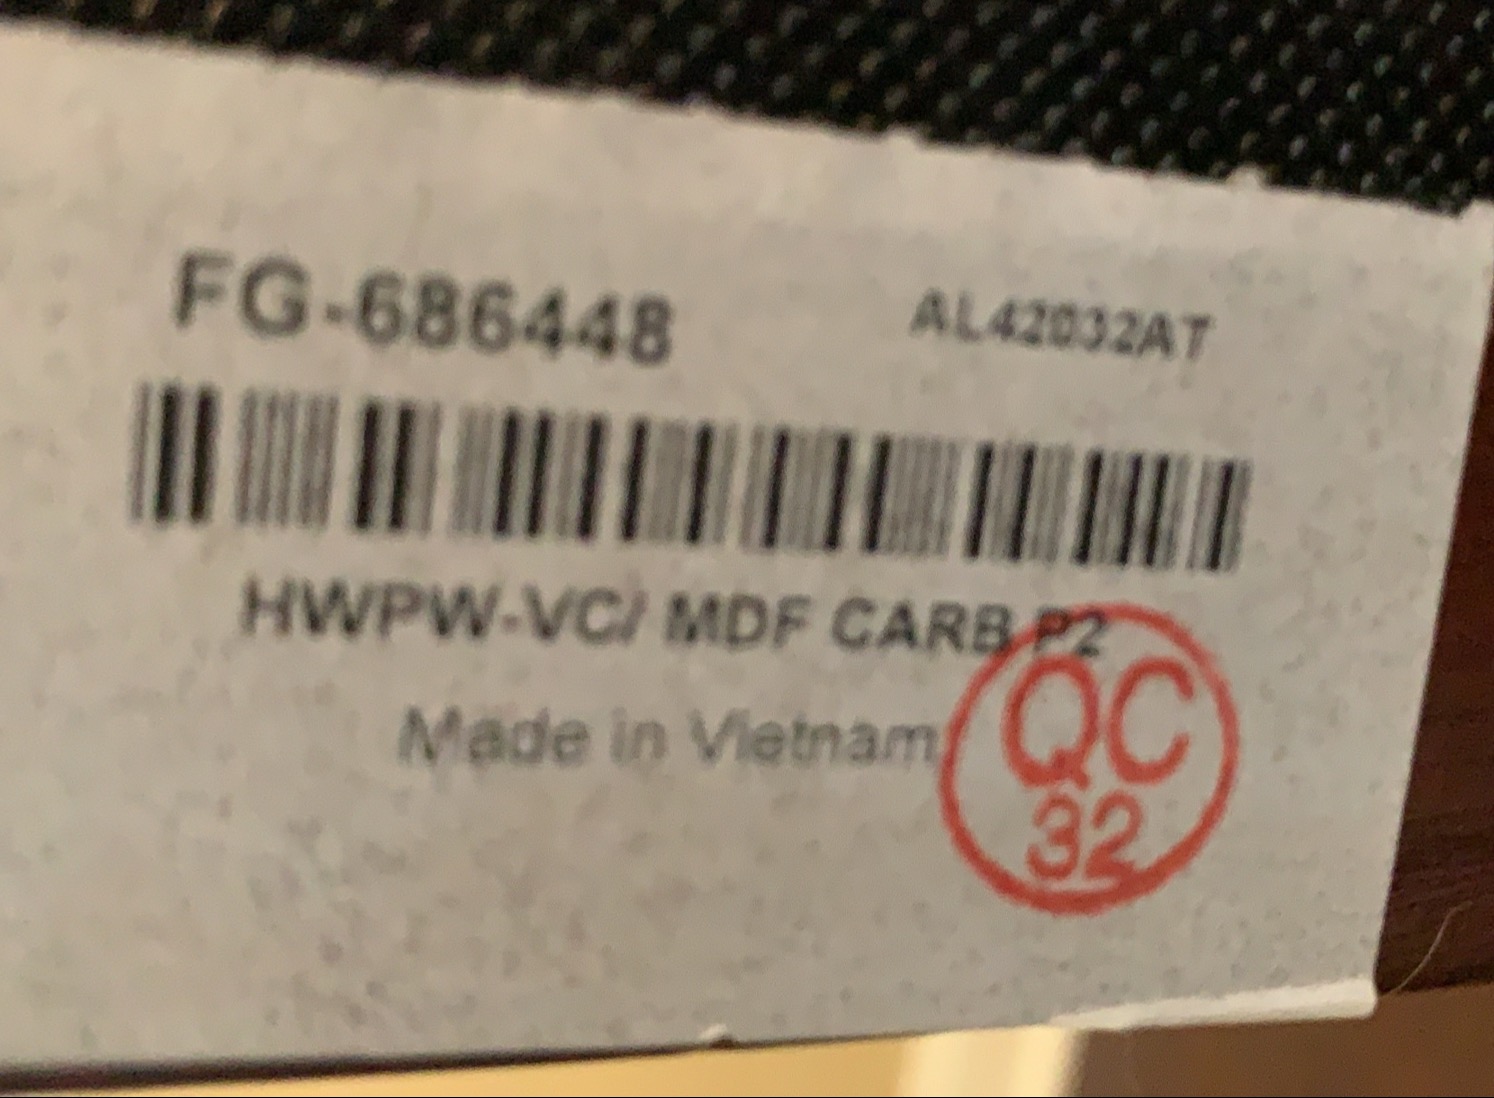 FG-686448 AL42032AT
HWPW-VC/ MDF CARB P2
Made in Vietnam
QC
32